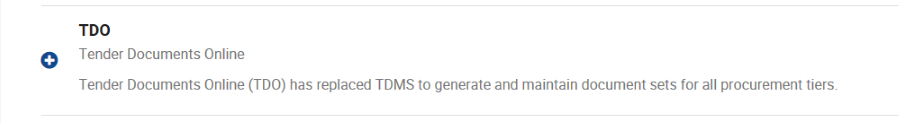 TDO
Tender Documents Online
Tender Documents Online (TDO) has replaced TDMS to generate and maintain document sets for all procurement tiers.